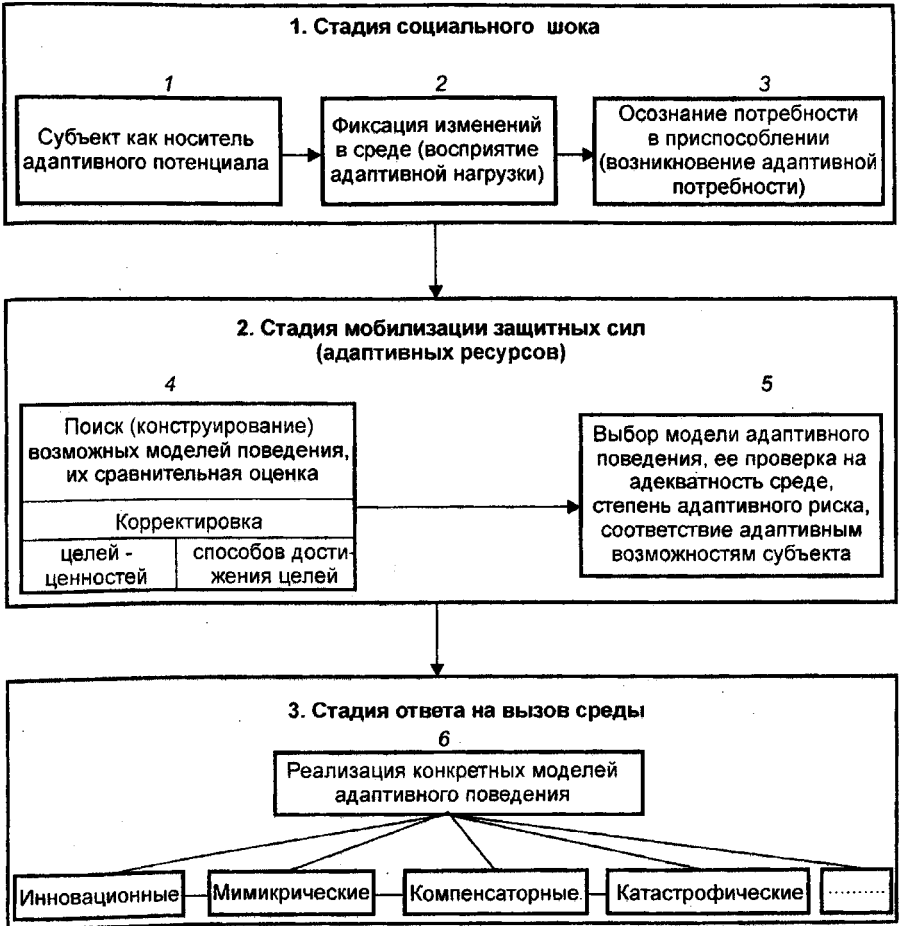 1. Стадия социального шока
1
2
3
Субъект как носитель
адаптивного потенциала
Фиксация изменений
в среде (восприятие
адаптивной нагрузки)
Осознание потребности
в приспособлении
(возникновение адаптивной
потребности)
2. Стадия мобилизации защитных сил
(адаптивных ресурсов)
4
5
Поиск (конструирование)
возможных моделей поведения,
их сравнительная оценка
Корректировка
целей -
ценностей
способов дости-
жения целей
Выбор модели адаптивного
поведения, ее проверка на
адекватность среде,
степень адаптивного риска,
соответствие адаптивным
возможностям субъекта
3. Стадия ответа на вызов среды
6
Реализация конкретных моделей
адаптивного поведения
Инновационные
Мимикрические
Компенсаторные
Катастрофические
..........